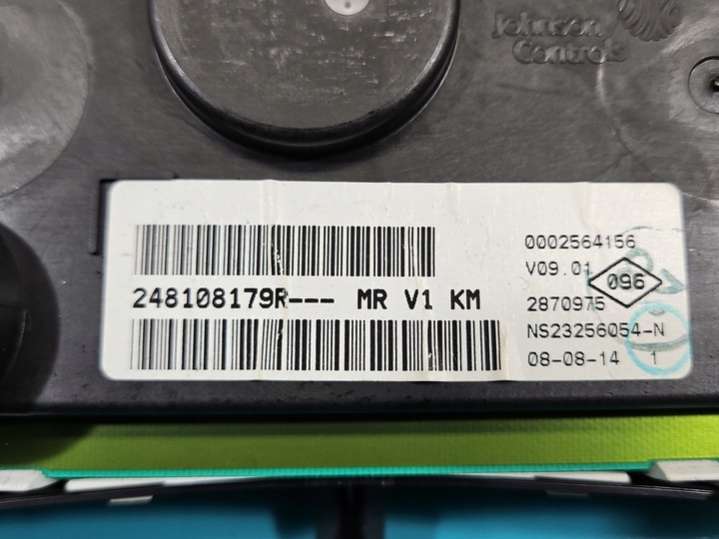 Johnson
Controls
0002564156
V09.01
096
248108179R--- MR V1 KM
2870975
NS23256054-N
08-08-14 1